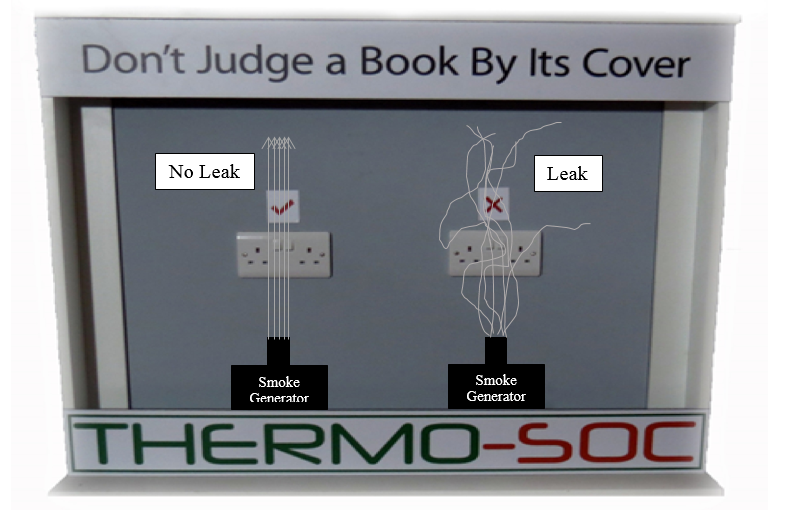 Don't Judge a Book By Its Cover
No Leak
Leak
Smoke
Generator
Smoke
Generator
THERMO-SOC